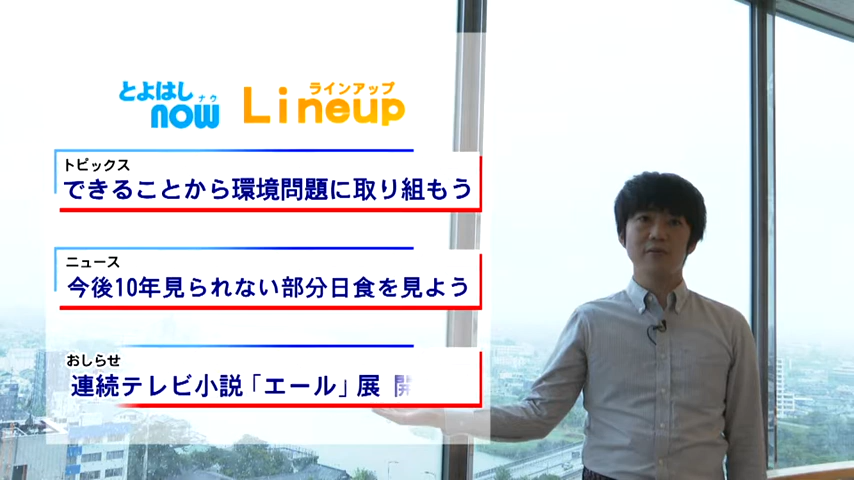 とよはし
ナウ
now
ラインアップ
Lineup
トピックス
できることから環境問題に取り組もう
ニュース
今後10年見られない部分日食を見よう
おしらせ
連続テレビ小説「エール」展 開